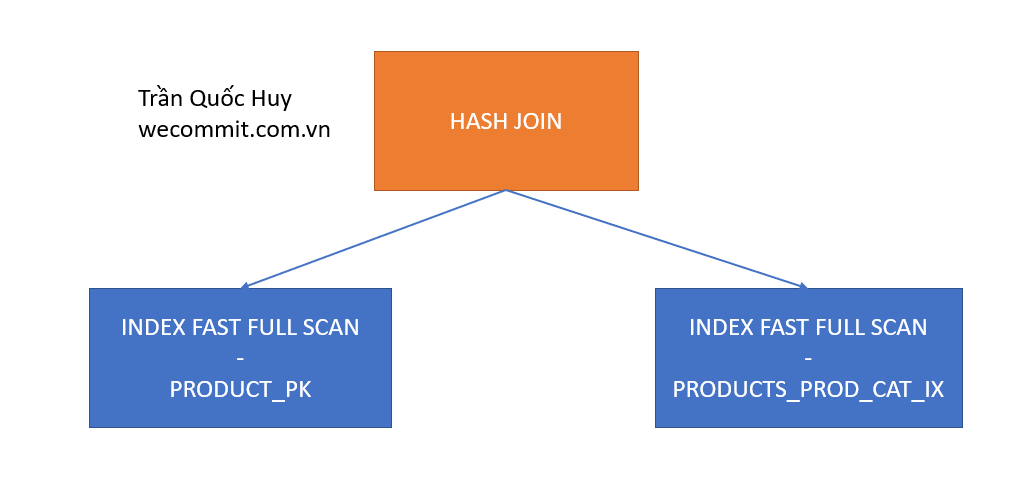 Trần Quốc Huy
wecommit.com.vn
HASH JOIN
INDEX FAST FULL SCAN
-
PRODUCT_PK
INDEX FAST FULL SCAN
-
PRODUCTS_PROD_CAT_IX